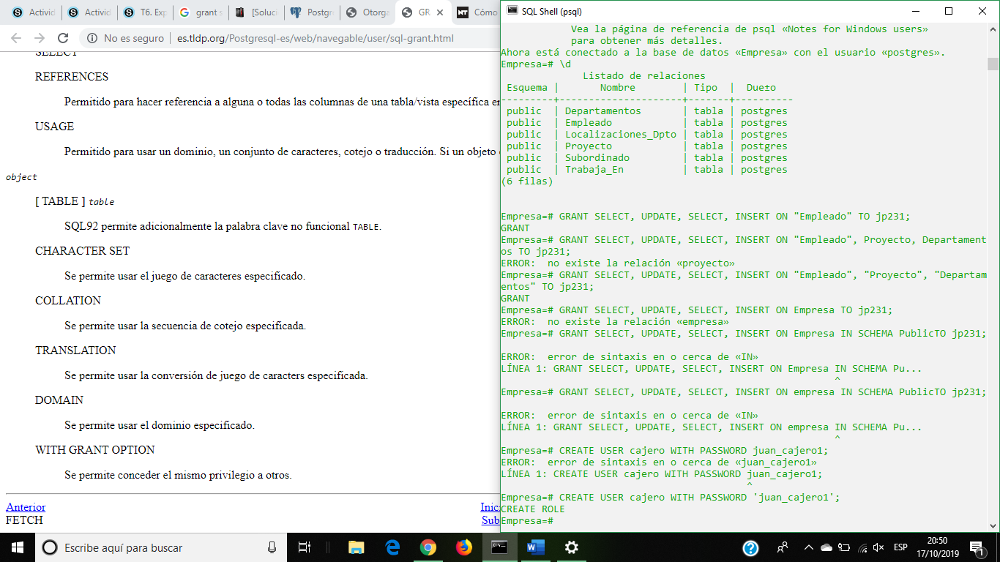 Activid
Activid
T6. Exp
grant s
[Soluci
Postgr
Otorga
GR
Cómo
No es seguro | es.tldp.org/Postgresql-es/web/navegable/user/sql-grant.html
SELECT
REFERENCES
Permitido para hacer referencia a alguna o todas las columnas de una tabla/vista específica en
USAGE
Permitido para usar un dominio, un conjunto de caracteres, cotejo o traducción. Si un objeto
object
[ TABLE ] table
SQL92 permite adicionalmente la palabra clave no funcional TABLE.
CHARACTER SET
Se permite usar el juego de caracteres especificado.
COLLATION
Se permite usar la secuencia de cotejo especificada.
TRANSLATION
Se permite usar la conversión de juego de caracters especificada.
DOMAIN
Se permite usar el dominio especificado.
WITH GRANT OPTION
Se permite conceder el mismo privilegio a otros.
Anterior Inic
FETCH Sub
SQL Shell (psql)
Vea la página de referencia de psql «Notes for Windows users»
para obtener más detalles.
Ahora está conectado a la base de datos «Empresa» con el usuario «postgres».
Empresa=# \d
Listado de relaciones
Esquema | Nombre | Tipo | Due±o
---------+---------------------+-------+----------
public | Departamentos | tabla | postgres
public | Empleado | tabla | postgres
public | Localizaciones_Dpto | tabla | postgres
public | Proyecto | tabla | postgres
public | Subordinado | tabla | postgres
public | Trabaja_En | tabla | postgres
(6 filas)
Empresa=# GRANT SELECT, UPDATE, SELECT, INSERT ON "Empleado" TO jp231;
GRANT
Empresa=# GRANT SELECT, UPDATE, SELECT, INSERT ON "Empleado", Proyecto, Departament
os TO jp231;
ERROR:  no existe la relación «proyecto»
Empresa=# GRANT SELECT, UPDATE, SELECT, INSERT ON "Empleado", "Proyecto", "Departam
entos" TO jp231;
GRANT
Empresa=# GRANT SELECT, UPDATE, SELECT, INSERT ON Empresa TO jp231;
ERROR:  no existe la relación «empresa»
Empresa=# GRANT SELECT, UPDATE, SELECT, INSERT ON Empresa IN SCHEMA PublicTO jp231;
ERROR:  error de sintaxis en o cerca de «IN»
LÍNEA 1: GRANT SELECT, UPDATE, SELECT, INSERT ON Empresa IN SCHEMA Pu...
^
Empresa=# GRANT SELECT, UPDATE, SELECT, INSERT ON empresa IN SCHEMA PublicTO jp231;
ERROR:  error de sintaxis en o cerca de «IN»
LÍNEA 1: GRANT SELECT, UPDATE, SELECT, INSERT ON empresa IN SCHEMA Pu...
^
Empresa=# CREATE USER cajero WITH PASSWORD juan_cajero1;
ERROR:  error de sintaxis en o cerca de «juan_cajero1»
LÍNEA 1: CREATE USER cajero WITH PASSWORD juan_cajero1;
^
Empresa=# CREATE USER cajero WITH PASSWORD 'juan_cajero1';
CREATE ROLE
Empresa=#
Escribe aquí para buscar
ESP
20:50
17/10/2019
1